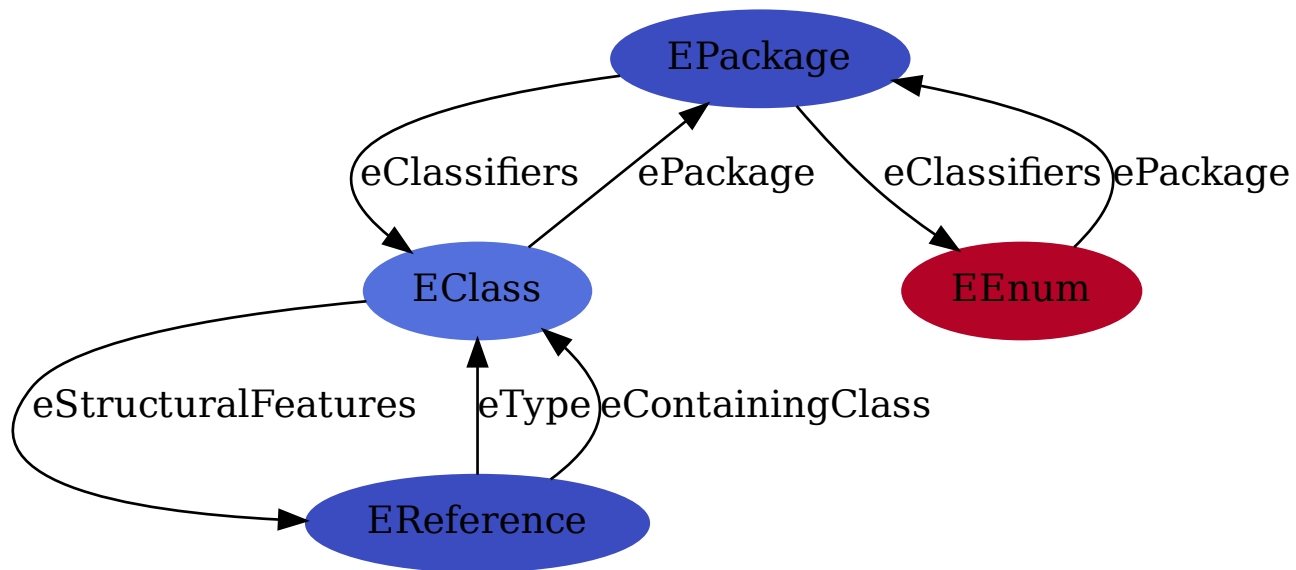 EPackage
eClassifiers
ePackage
eClassifiers
ePackage
EClass
EEnum
eStructuralFeatures
eType
eContainingClass
EReference